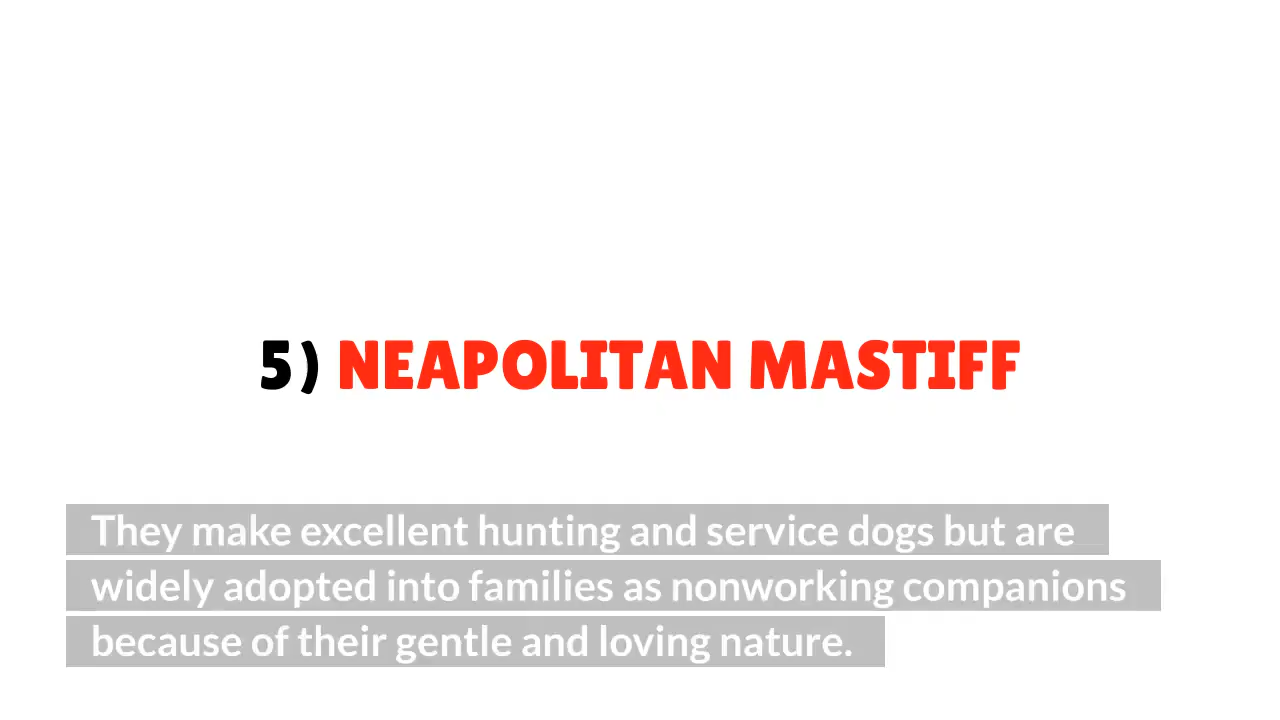 5) NEAPOLITAN MASTIFF
They make excellent hunting and service dogs but are
widely adopted into families as nonworking companions
because of their gentle and loving nature.